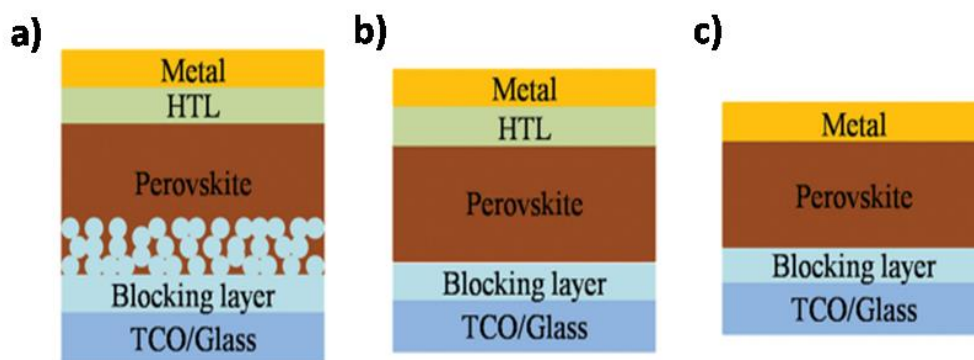 a)
Metal
HTL
Perovskite
Blocking layer
TCO/Glass
b)
Metal
HTL
Perovskite
Blocking layer
TCO/Glass
c)
Metal
Perovskite
Blocking layer
TCO/Glass